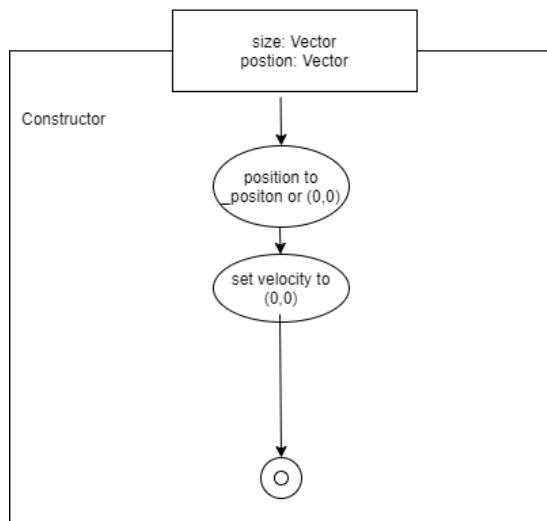 size: Vector
postion: Vector
Constructor
position to
_positon or (0,0)
set velocity to
(0,0)